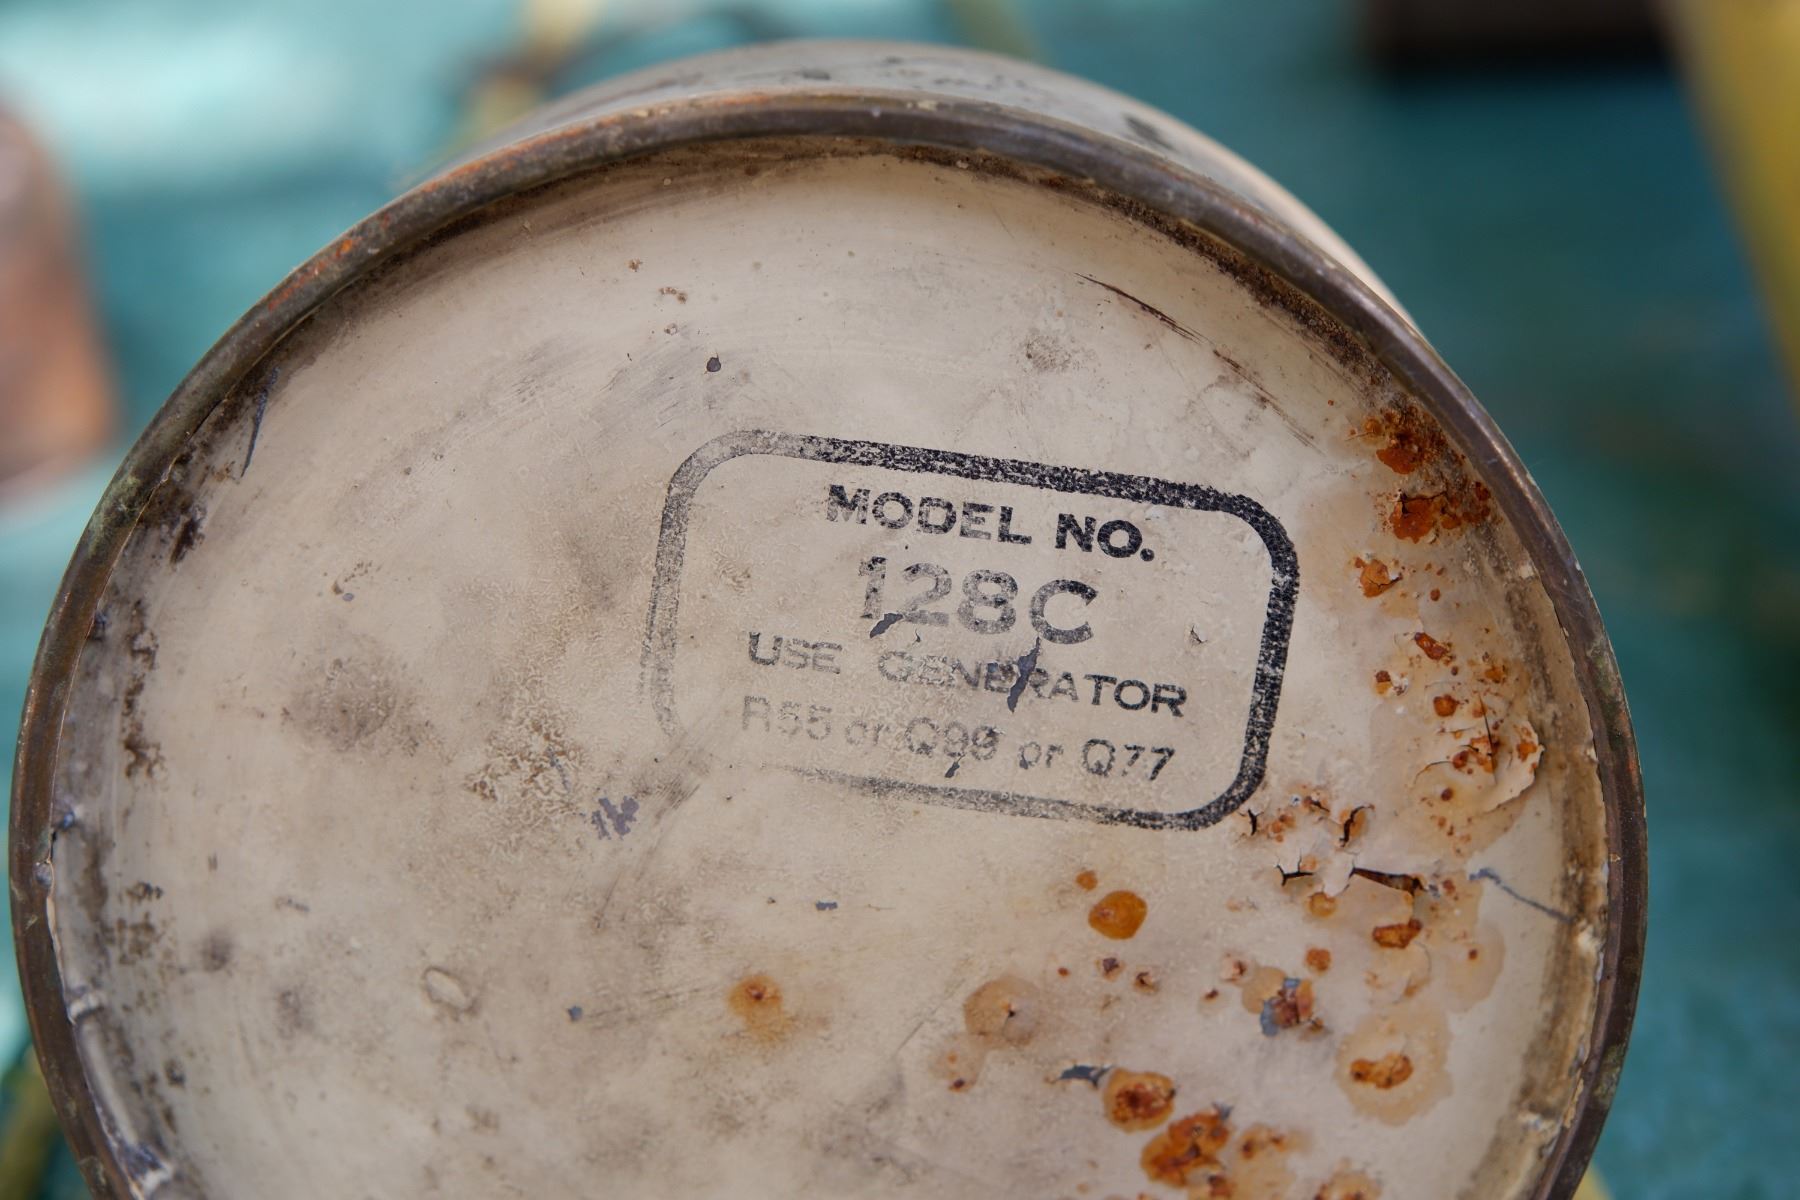 MODEL NO.
128C
USE GENERATOR
R55 or Q99 or Q77